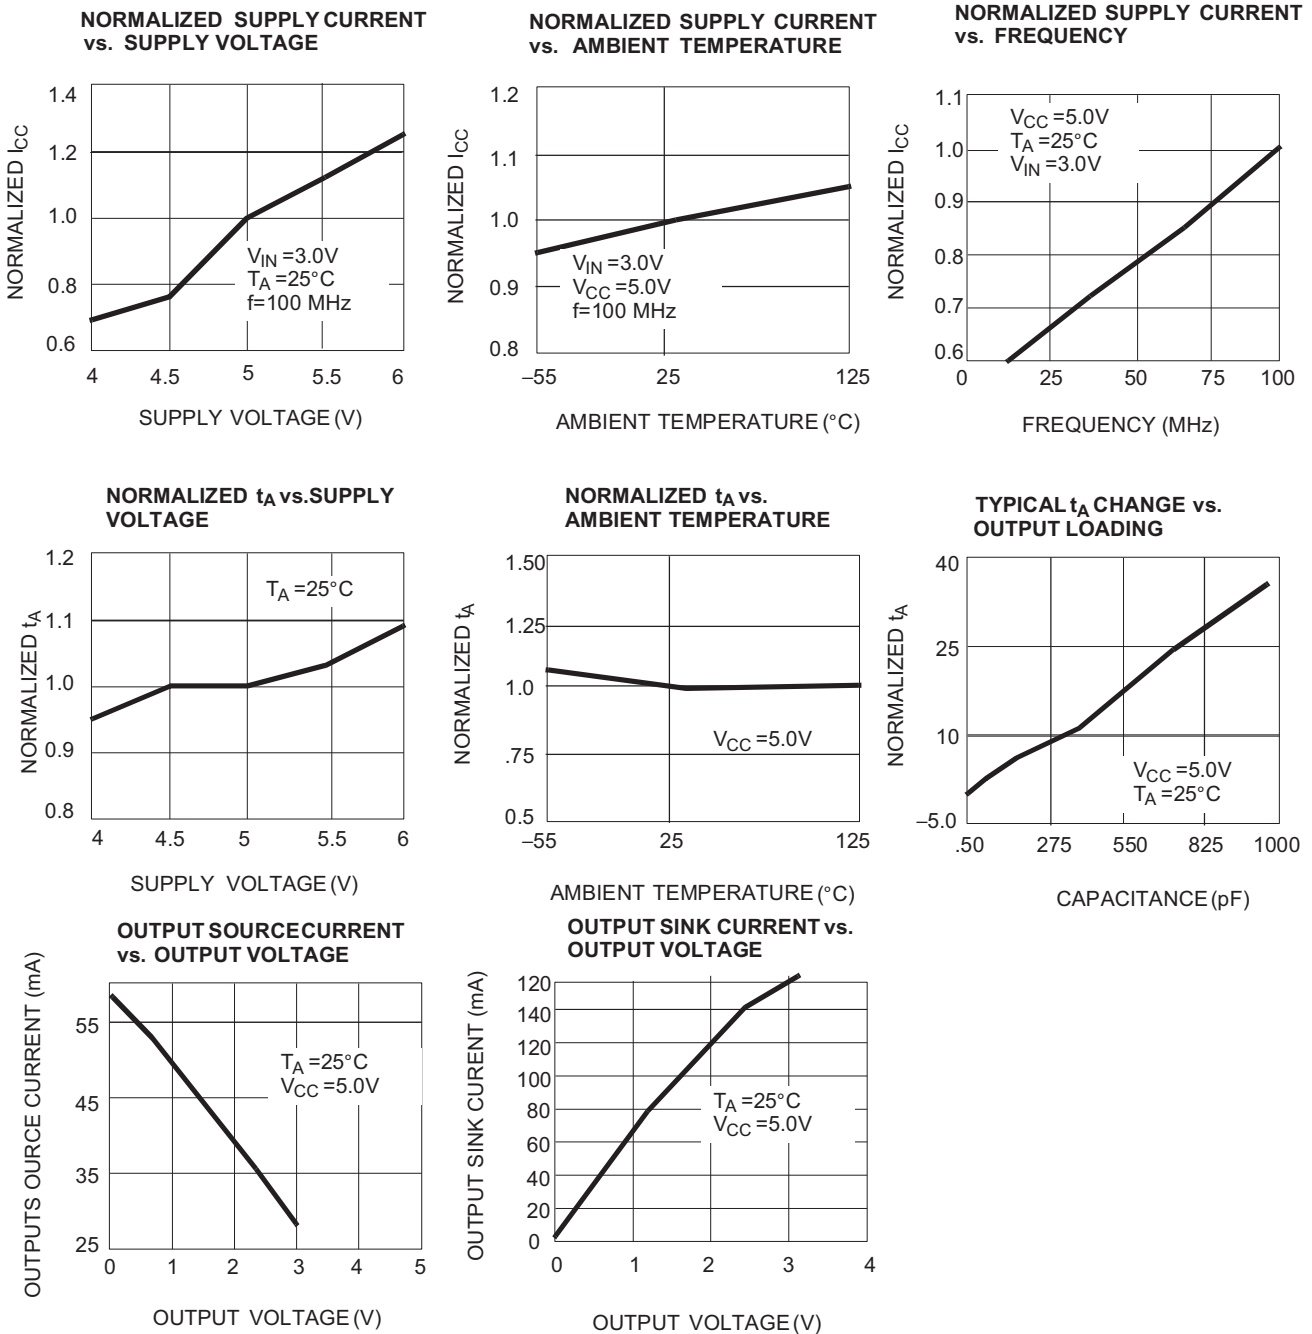 NORMALIZED SUPPLY CURRENT
vs. SUPPLY VOLTAGE
NORMALIZED ICC
1.4
1.2
1.0
0.8
0.6
VIN =3.0V
TA =25°C
f=100 MHz
4 4.5 5 5.5 6
SUPPLY VOLTAGE (V)
NORMALIZED SUPPLY CURRENT
vs. AMBIENT TEMPERATURE
NORMALIZED ICC
1.2
1.1
1.0
0.9
0.8
VIN =3.0V
VCC =5.0V
f=100 MHz
–55 25 125
AMBIENT TEMPERATURE (°C)
NORMALIZED SUPPLY CURRENT
vs. FREQUENCY
NORMALIZED ICC
1.1
1.0
0.9
0.8
0.7
0.6
VCC =5.0V
TA =25°C
VIN =3.0V
0 25 50 75 100
FREQUENCY (MHz)
NORMALIZED tA vs.SUPPLY
VOLTAGE
NORMALIZED tA
1.2
1.1
1.0
0.9
0.8
TA =25°C
4 4.5 5 5.5 6
SUPPLY VOLTAGE (V)
NORMALIZED tA vs.
AMBIENT TEMPERATURE
NORMALIZED tA
1.50
1.25
1.0
.75
0.5
VCC =5.0V
–55 25 125
AMBIENT TEMPERATURE (°C)
TYPICAL tA CHANGE vs.
OUTPUT LOADING
NORMALIZED tA
40
25
10
–5.0
VCC =5.0V
TA =25°C
.50 275 550 825 1000
CAPACITANCE (pF)
OUTPUT SOURCECURRENT
vs. OUTPUT VOLTAGE
OUTPUTS OURCE CURRENT (mA)
55
45
35
25
TA =25°C
VCC =5.0V
0 1 2 3 4 5
OUTPUT VOLTAGE (V)
OUTPUT SINK CURRENT vs.
OUTPUT VOLTAGE
OUTPUT SINK CURENT (mA)
120
140
120
100
80
60
40
20
0
TA =25°C
VCC =5.0V
0 1 2 3 4
OUTPUT VOLTAGE (V)